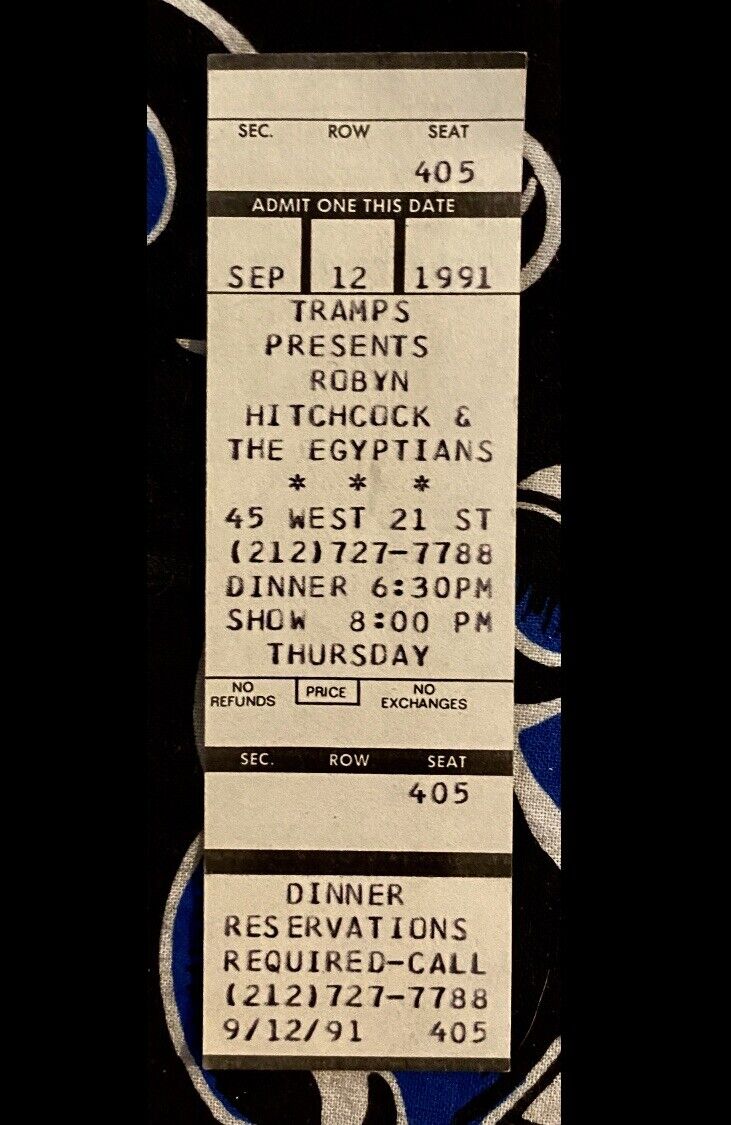 SEC. ROW SEAT
405
ADMIT ONE THIS DATE
SEP 12 1991
TRAMPS
PRESENTS
ROBYN
HITCHCOCK &
THE EGYPTIANS
* * *
45 WEST 21 ST
(212)727-7788
DINNER 6:30PM
SHOW 8:00 PM
THURSDAY
NO REFUNDS PRICE NO EXCHANGES
SEC. ROW SEAT
405
DINNER
RESERVATIONS
REQUIRED-CALL
(212)727-7788
9/12/91 405